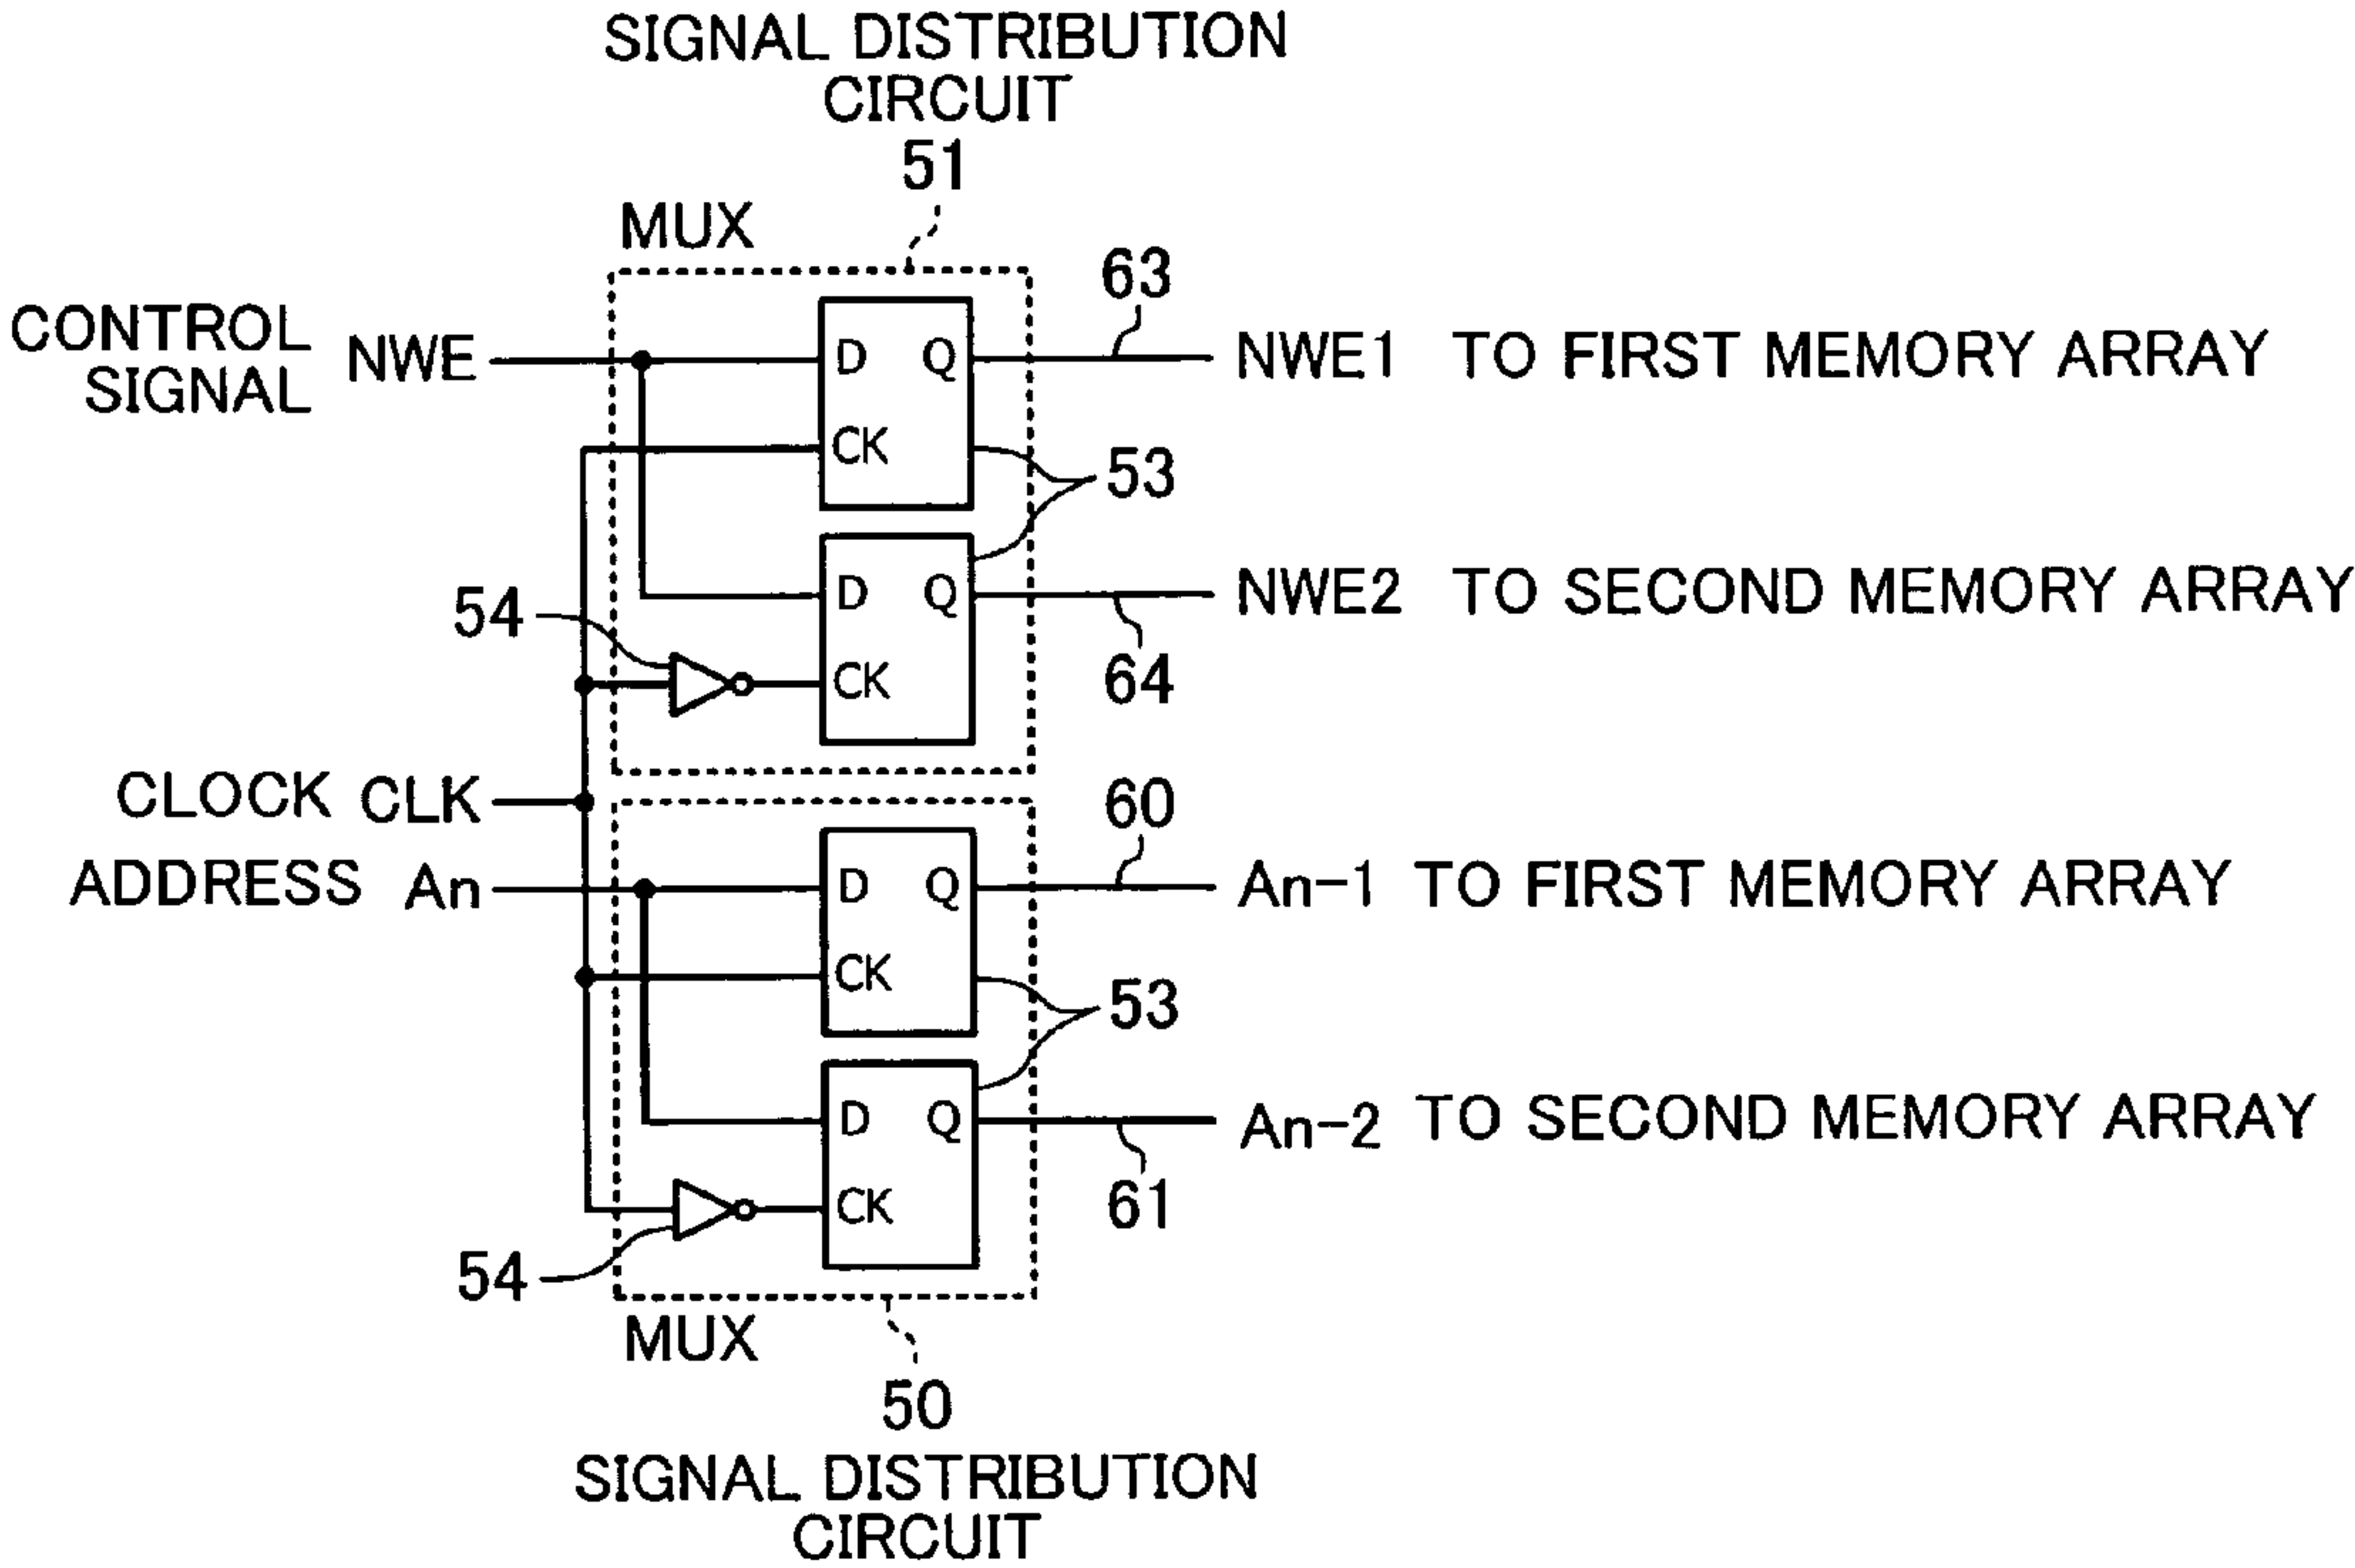 SIGNAL DISTRIBUTION
CIRCUIT
51
MUX
63
CONTROL
SIGNAL
NWE
D Q
CK
NWE1 TO FIRST MEMORY ARRAY
53
D Q
CK
NWE2 TO SECOND MEMORY ARRAY
54
64
CLOCK CLK
60
ADDRESS An
D Q
CK
An-1 TO FIRST MEMORY ARRAY
53
D Q
CK
An-2 TO SECOND MEMORY ARRAY
61
54
MUX
50
SIGNAL DISTRIBUTION
CIRCUIT